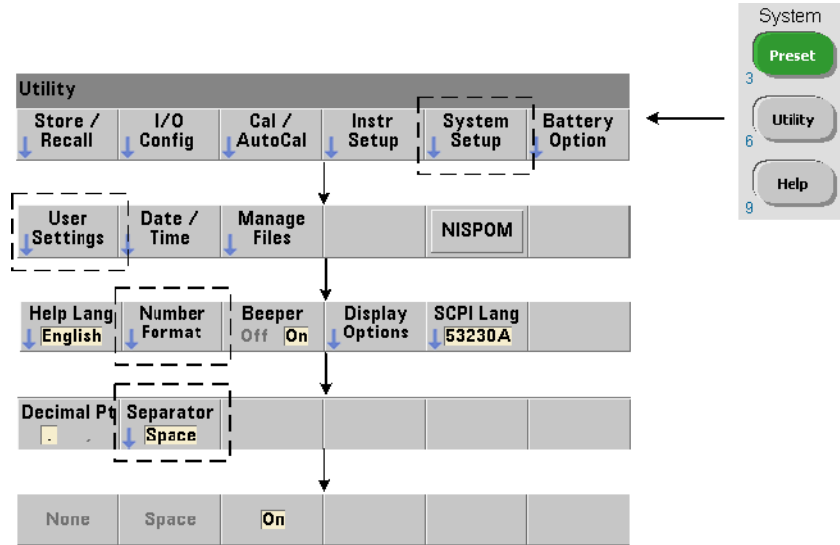 System
Preset
3
Utility
6
Help
9
Utility
Store / Recall
I/O Config
Cal / AutoCal
Instr Setup
System Setup
Battery Option
User Settings
Date / Time
Manage Files
NISPOM
Help Lang English
Number Format
Beeper Off On
Display Options
SCPI Lang 53230A
Decimal Pt . ,
Separator Space
None
Space
On